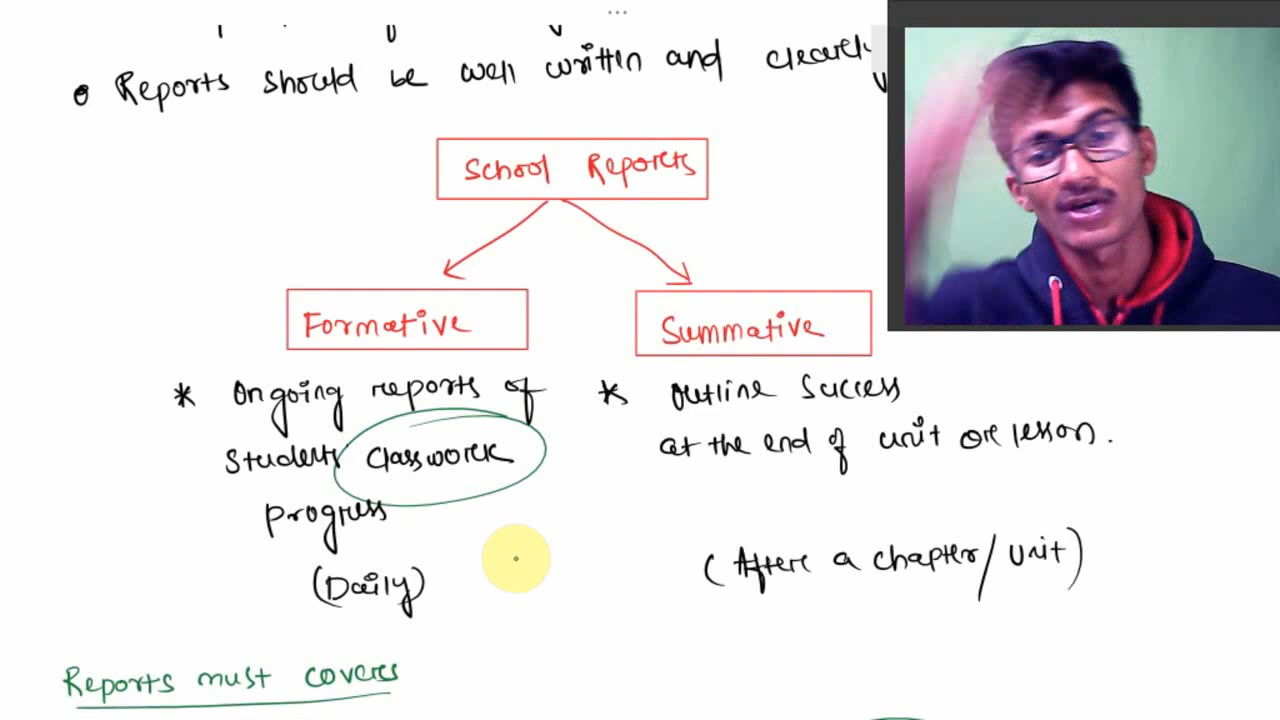 • Reports should be well written and clearly
School Reports
Formative
Summative
* Ongoing reports of
students classwork
progress
(Daily)
* Outline Success
at the end of unit or lesson.
(After a chapter/unit)
Reports must covers